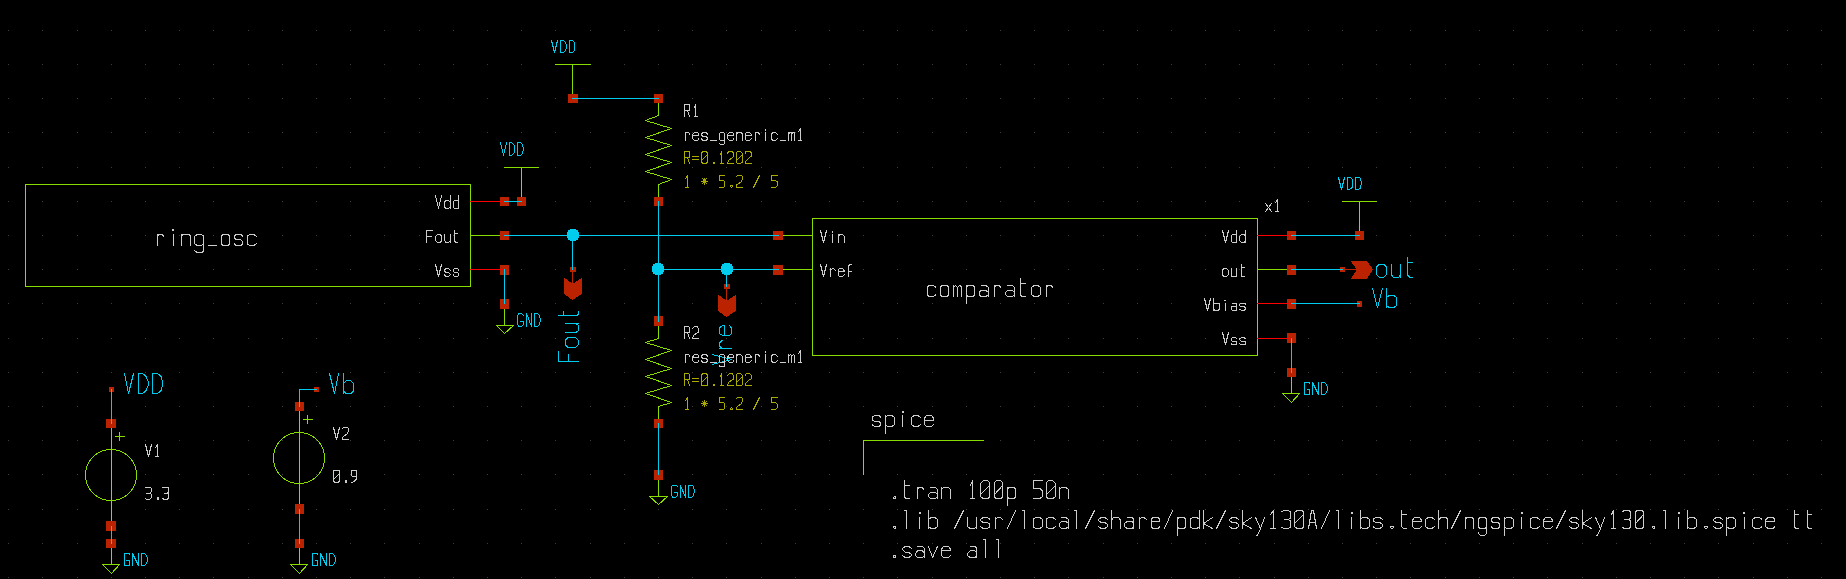 VDD
R1
res_generic_m1
R=0.1202
1 * 5.2 / 5
VDD
Vdd
ring_osc
Fout
Vss
GND
Fout
R2
res_generic_m1
R=0.1202
1 * 5.2 / 5
GND
VDD
x1
Vin
Vref
comparator
Vdd
out
Vbias
Vss
out
Vb
GND
VDD
V1
3.3
GND
Vb
V2
0.9
GND
spice
.tran 100p 50n
.lib /usr/local/share/pdk/sky130A/libs.tech/ngspice/sky130.lib.spice tt
.save all